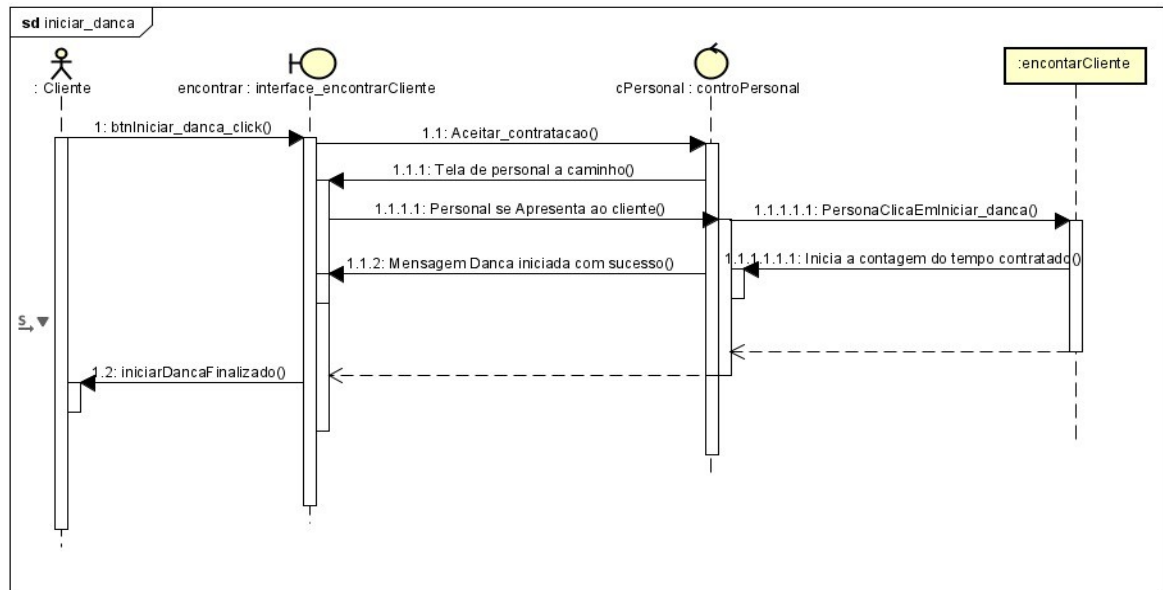 sd iniciar_danca
: Cliente
encontrar : interface_encontrarCliente
cPersonal : controPersonal
:encontarCliente
1: btnIniciar_danca_click()
1.1: Aceitar_contratacao()
1.1.1: Tela de personal a caminho()
1.1.1.1: Personal se Apresenta ao cliente()
1.1.1.1.1: PersonaClicaEmIniciar_danca()
1.1.2: Mensagem Danca iniciada com sucesso()
1.1.1.1.1.1.1: Inicia a contagem do tempo contratado()
S
1.2: iniciarDancaFinalizado()